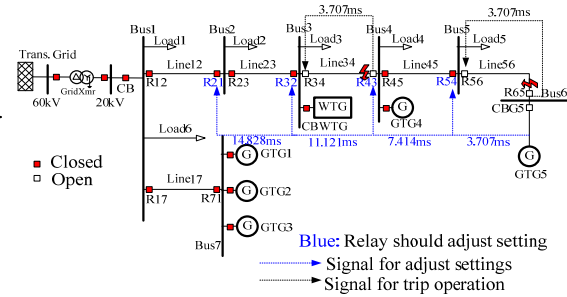 3.707ms
3.707ms
Bus1
Bus2
Bus3
Bus4
Bus5
Load1
Load2
Load3
Load4
Load5
Trans. Grid
Line12
Line23
Line34
Line45
Line56
GridXmr
CB
R12
R21
R23
R32
R34
R43
R45
R54
R56
R65
Bus6
60kV
20kV
WTG
G
CBG5
CBWTG
GTG4
Load6
14.828ms
11.121ms
7.414ms
3.707ms
G
GTG1
G
GTG5
Closed
Open
Line17
G
GTG2
R17
R71
G
GTG3
Bus7
Blue: Relay should adjust setting
Signal for adjust settings
Signal for trip operation